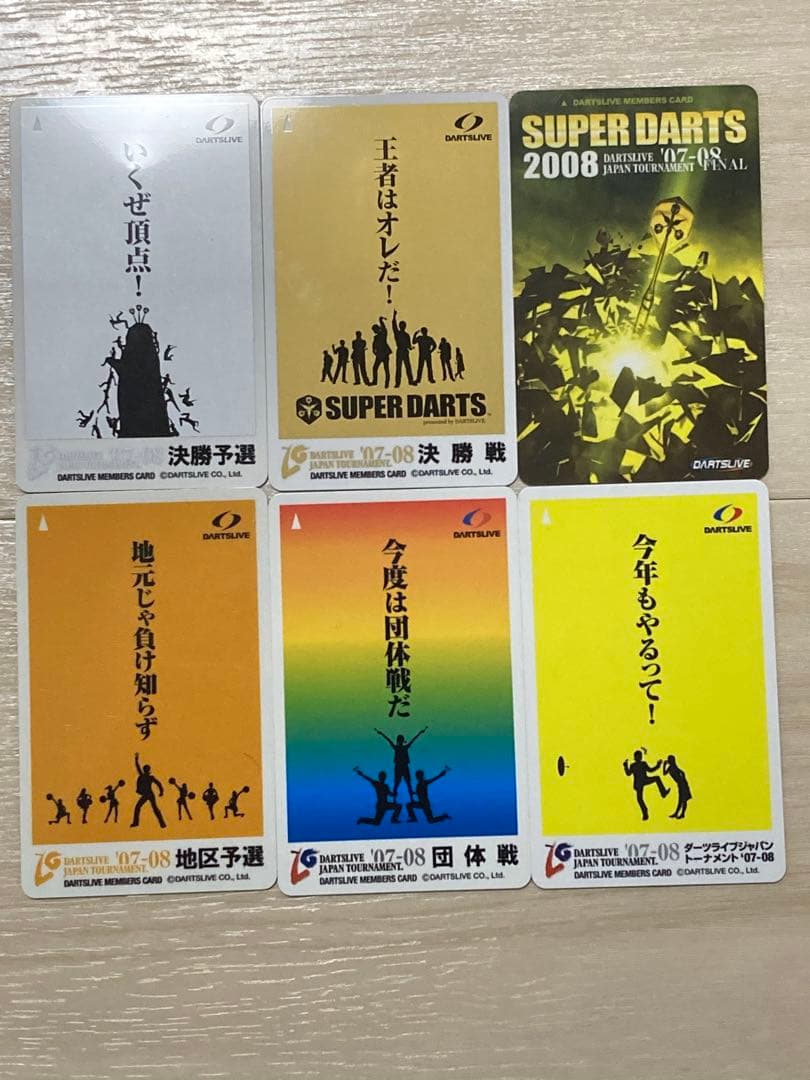 DARTSLIVE
いくぜ頂点！
'07-08 決勝予選
DARTSLIVE MEMBERS CARD ©DARTSLIVE CO., Ltd.
DARTSLIVE
王者はオレだ！
SUPER DARTS
presented by DARTSLIVE
DARTSLIVE '07-08 決勝戦
JAPAN TOURNAMENT.
DARTSLIVE MEMBERS CARD ©DARTSLIVE CO., Ltd.
▲ DARTSLIVE MEMBERS CARD
SUPER DARTS
2008 DARTSLIVE '07-08
JAPAN TOURNAMENT FINAL
DARTSLIVE
DARTSLIVE
地元じゃ負け知らず
DARTSLIVE '07-08 地区予選
JAPAN TOURNAMENT.
DARTSLIVE MEMBERS CARD ©DARTSLIVE CO., Ltd.
DARTSLIVE
今度は団体戦だ
DARTSLIVE '07-08 団体戦
JAPAN TOURNAMENT.
DARTSLIVE MEMBERS CARD ©DARTSLIVE CO., Ltd.
DARTSLIVE
今年もやるって！
DARTSLIVE '07-08 ダーツライブジャパン
JAPAN TOURNAMENT. トーナメント'07-08
DARTSLIVE MEMBERS CARD ©DARTSLIVE CO., Ltd.